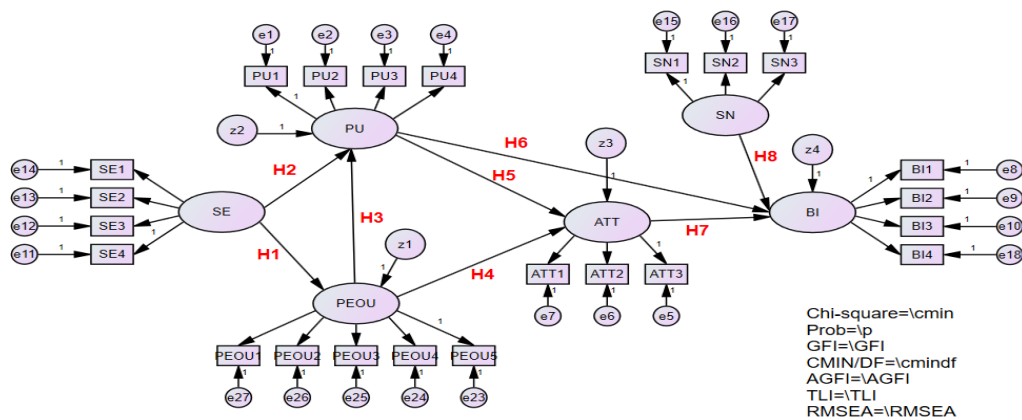 e1 e2 e3 e4 e15 e16 e17
1 1 1 1 1 1 1
PU1 PU2 PU3 PU4 SN1 SN2 SN3
1 1
z2 1 PU SN
z3 z4
H6
H5
H8
e14 1 SE1
e13 1 SE2
e12 1 SE3
e11 1 SE4
1
SE
H2
H3
H1
1 1
ATT
H7
BI
1
BI1 1 e8
BI2 1 e9
BI3 1 e10
BI4 1 e18
z1
1
H4
PEOU
1
1
ATT1 ATT2 ATT3
1 1 1
e7 e6 e5
PEOU1 PEOU2 PEOU3 PEOU4 PEOU5
1 1 1 1 1
e27 e26 e25 e24 e23
Chi-square=\cmin
Prob=\p
GFI=\GFI
CMIN/DF=\cmindf
AGFI=\AGFI
TLI=\TLI
RMSEA=\RMSEA